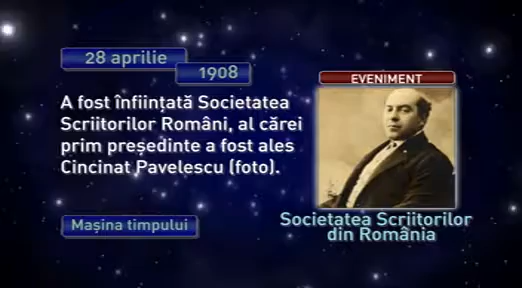 28 aprilie
1908
A fost înființată Societatea
Scriitorilor Români, al cărei
prim președinte a fost ales
Cincinat Pavelescu (foto).
Mașina timpului
EVENIMENT
Societatea Scriitorilor
din România